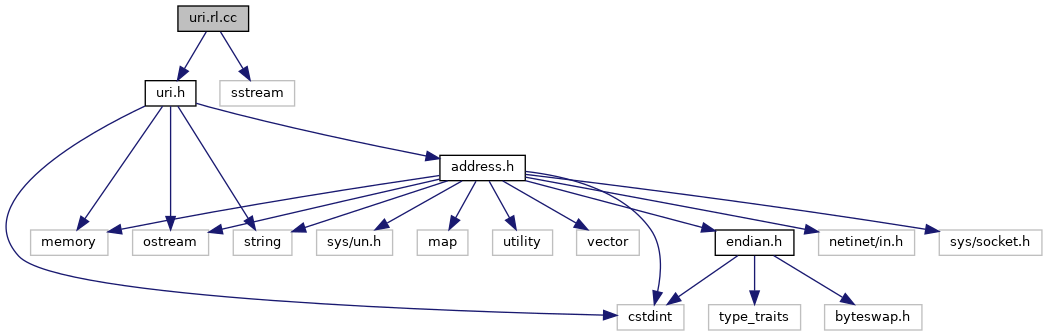 uri.rl.cc
uri.h
sstream
address.h
memory
ostream
string
sys/un.h
map
utility
vector
endian.h
netinet/in.h
sys/socket.h
cstdint
type_traits
byteswap.h